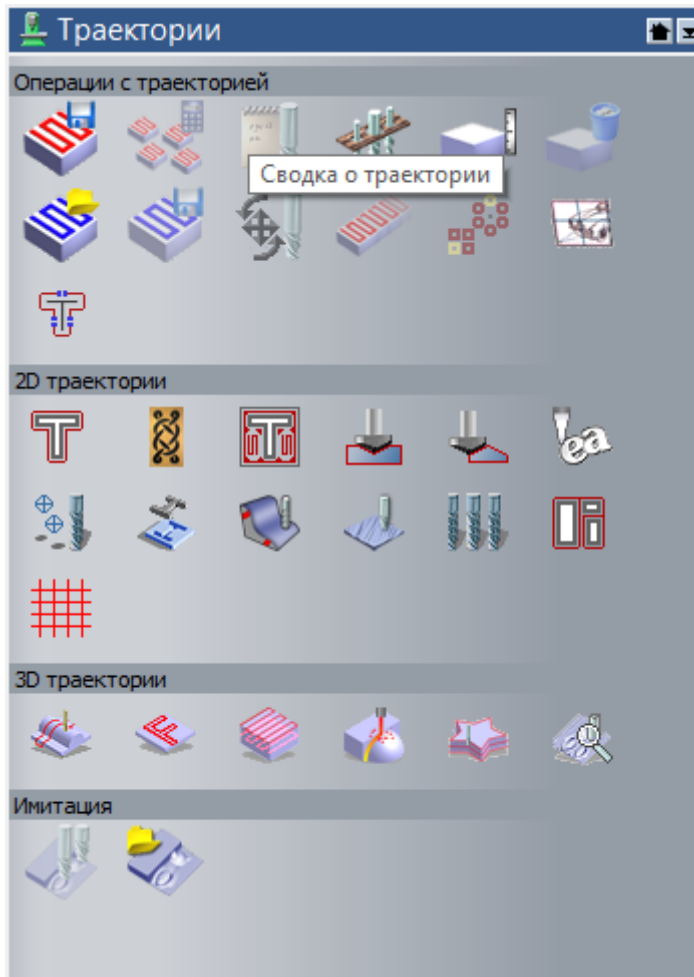 Траектории
Операции с траекторией
Сводка о траектории
2D траектории
3D траектории
Имитация